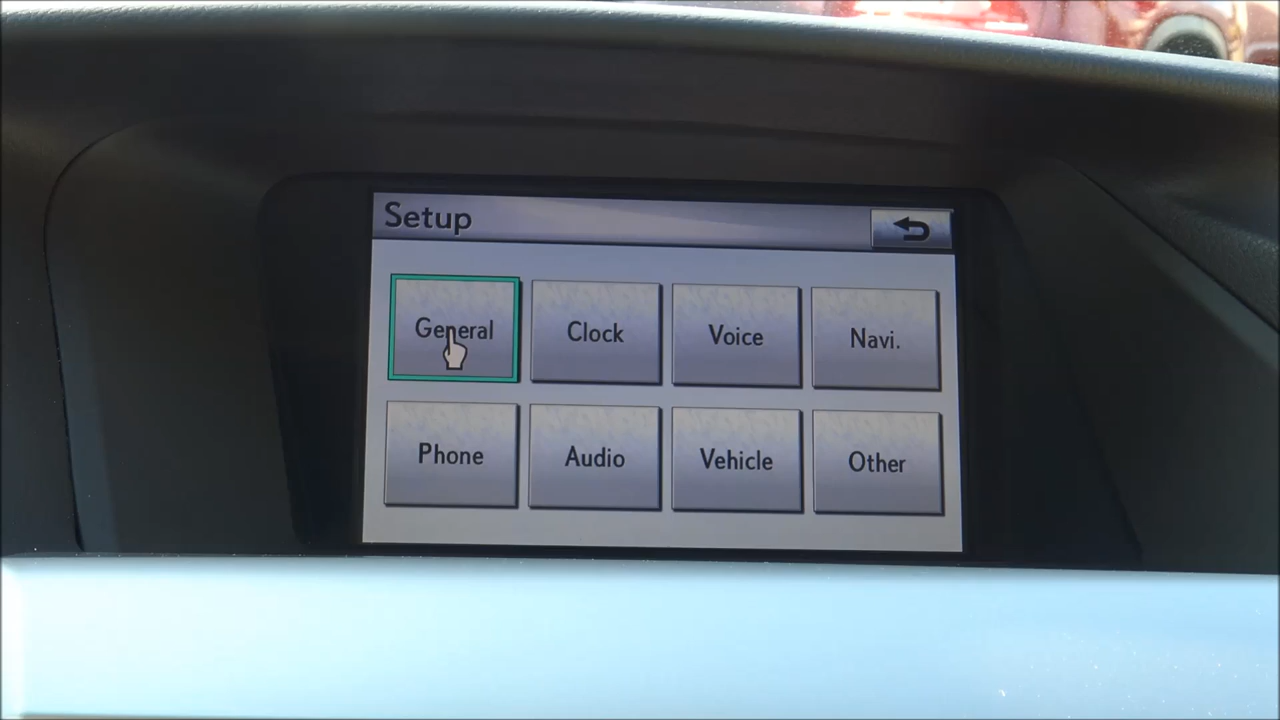 Setup
General
Clock
Voice
Navi.
Phone
Audio
Vehicle
Other